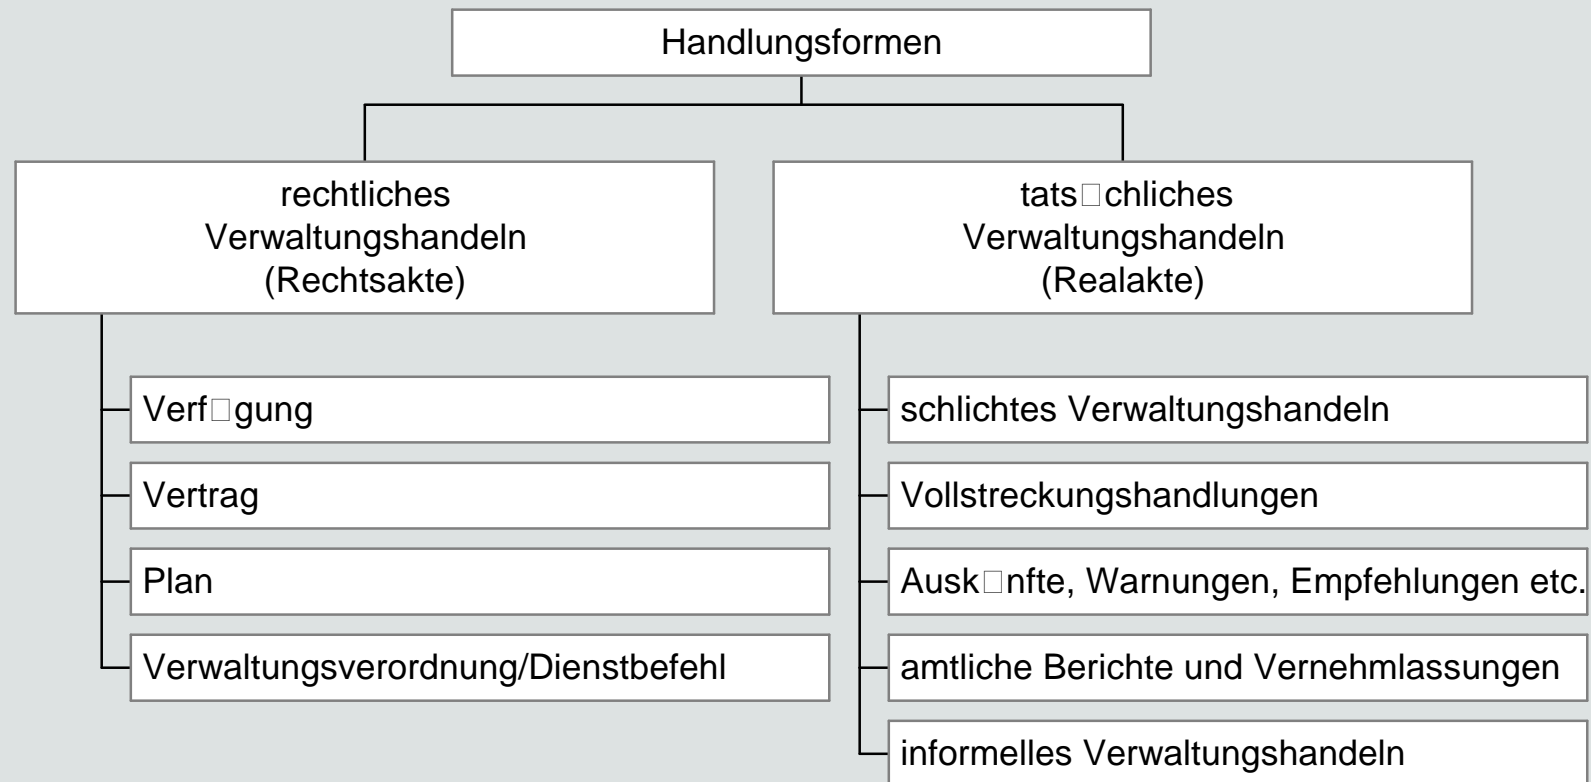 Handlungsformen
rechtliches
Verwaltungshandeln
(Rechtsakte)
tats□chliches
Verwaltungshandeln
(Realakte)
Verf□gung
Vertrag
Plan
Verwaltungsverordnung/Dienstbefehl
schlichtes Verwaltungshandeln
Vollstreckungshandlungen
Ausk□nfte, Warnungen, Empfehlungen etc.
amtliche Berichte und Vernehmlassungen
informelles Verwaltungshandeln